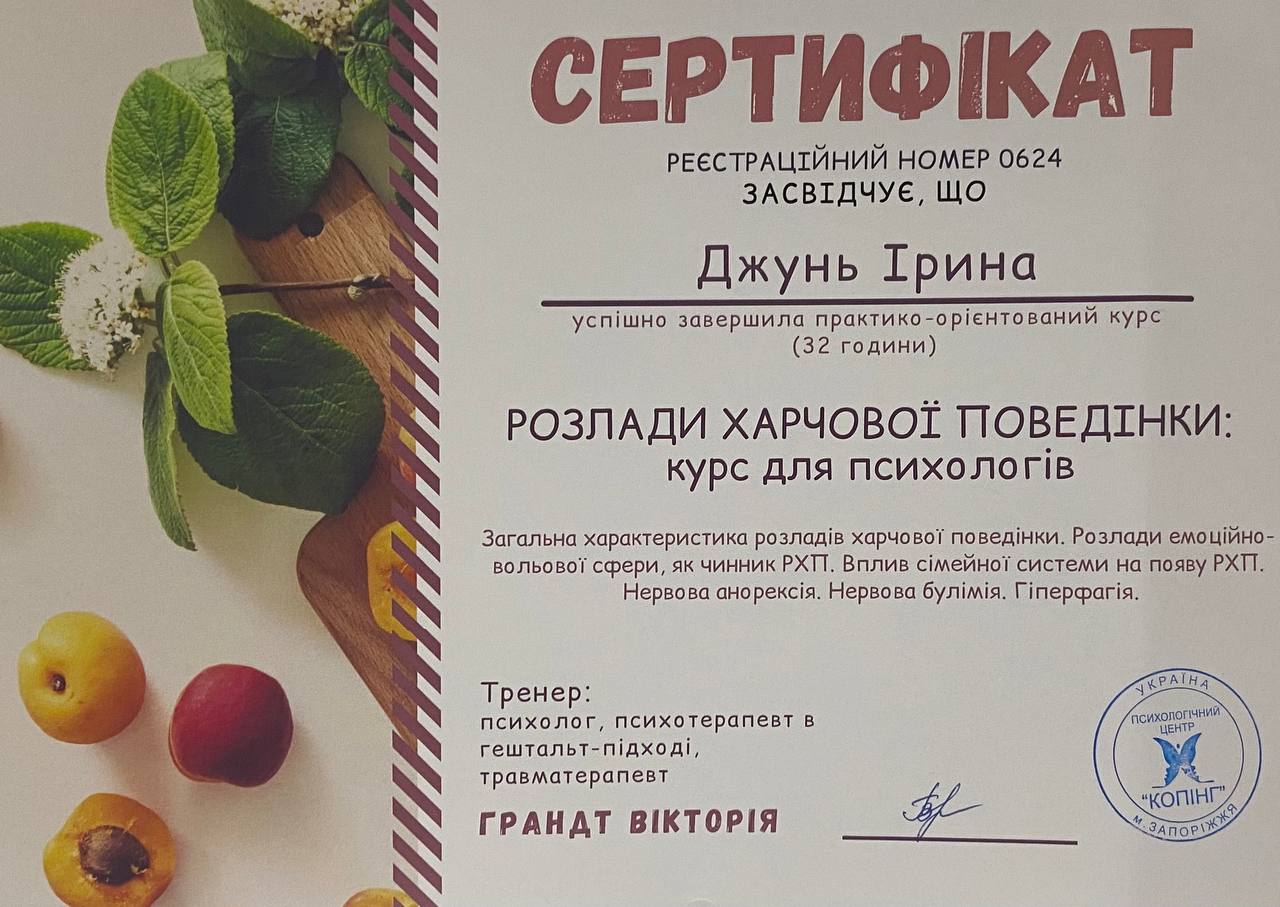 СЕРТИФІКАТ
РЕЄСТРАЦІЙНИЙ НОМЕР 0624
ЗАСВІДЧУЄ, ЩО
Джунь Ірина
успішно завершила практико-орієнтований курс
(32 години)
РОЗЛАДИ ХАРЧОВОЇ ПОВЕДІНКИ:
курс для психологів
Загальна характеристика розладів харчової поведінки. Розлади емоційно-
вольової сфери, як чинник РХП. Вплив сімейної системи на появу РХП.
Нервова анорексія. Нервова булімія. Гіперфагія.
Тренер:
психолог, психотерапевт в
гештальт-підході,
травматерапевт
ГРАНДТ ВІКТОРІЯ
УКРАЇНА
ПСИХОЛОГІЧНИЙ
ЦЕНТР
“КОПІНГ”
м. ЗАПОРІЖЖЯ